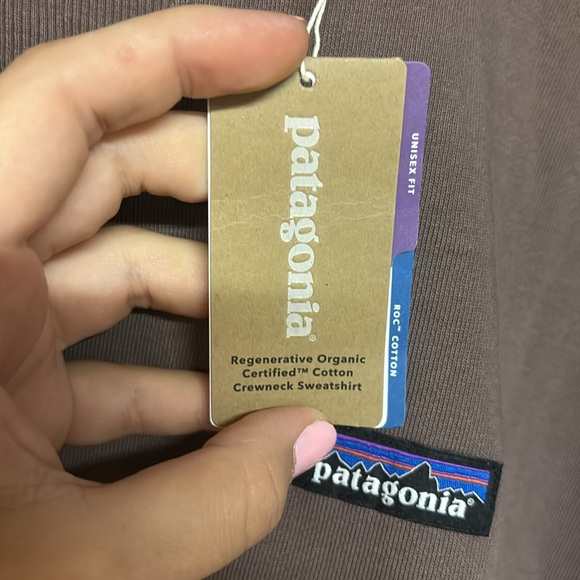 patagonia®
Regenerative Organic
Certified™ Cotton
Crewneck Sweatshirt
UNISEX FIT
ROC™ COTTON
patagonia®